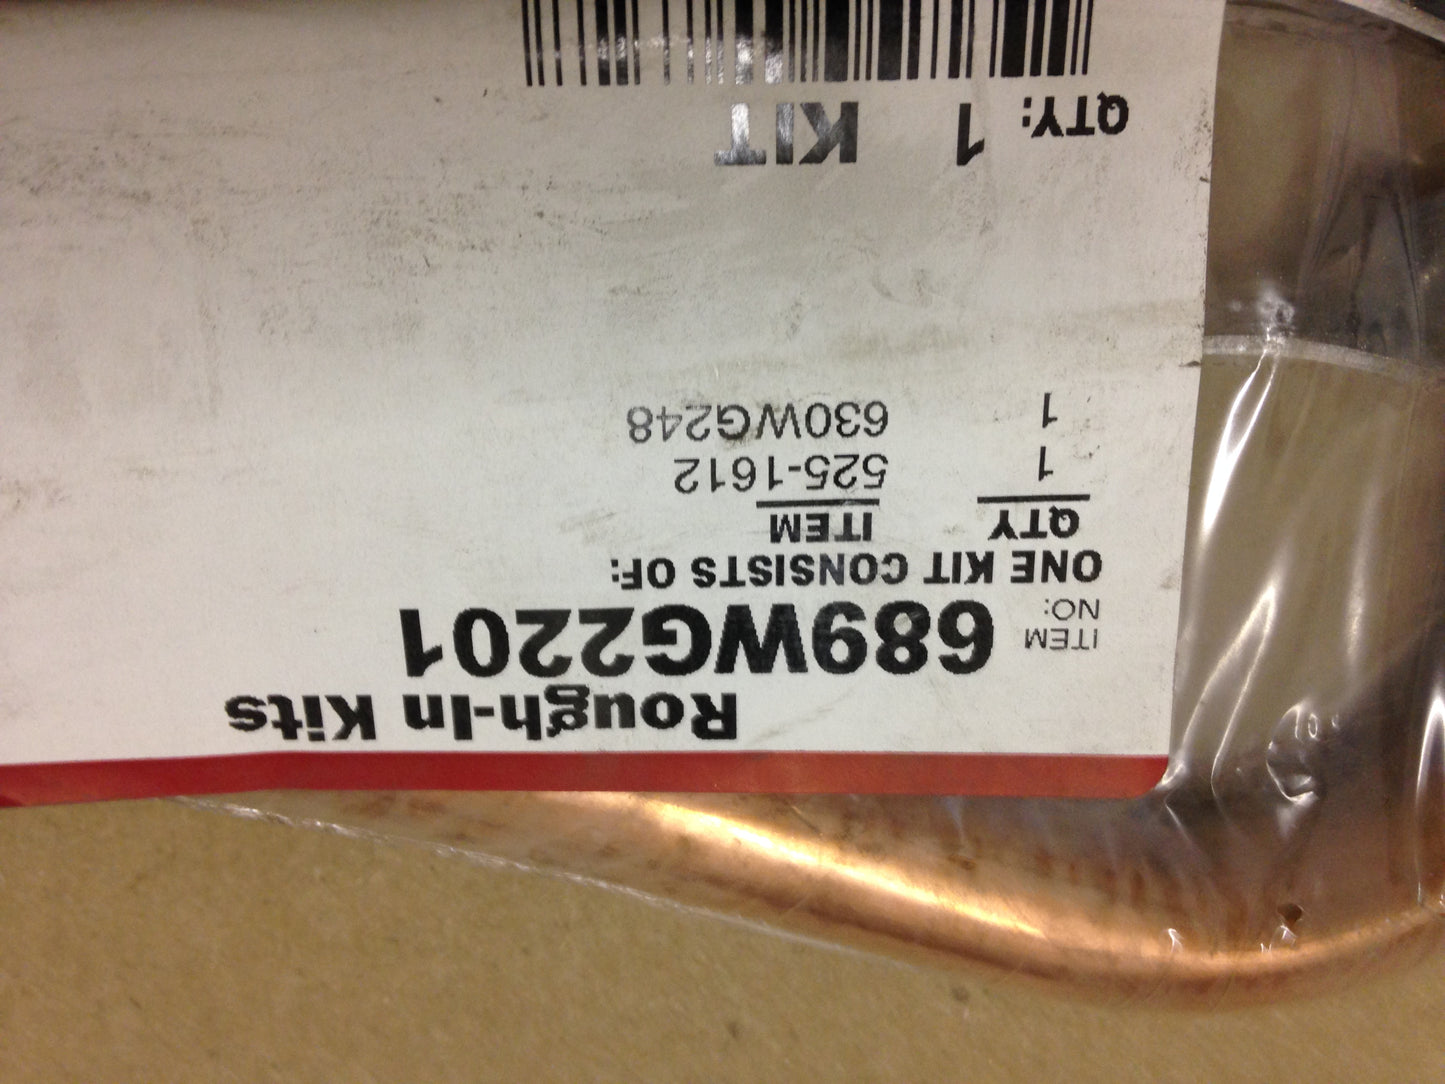 Rough-In Kits
ITEM NO: 689WG2201
ONE KIT CONSISTS OF:
QTY ITEM
1 525-1612
1 630WG248
QTY: 1 KIT